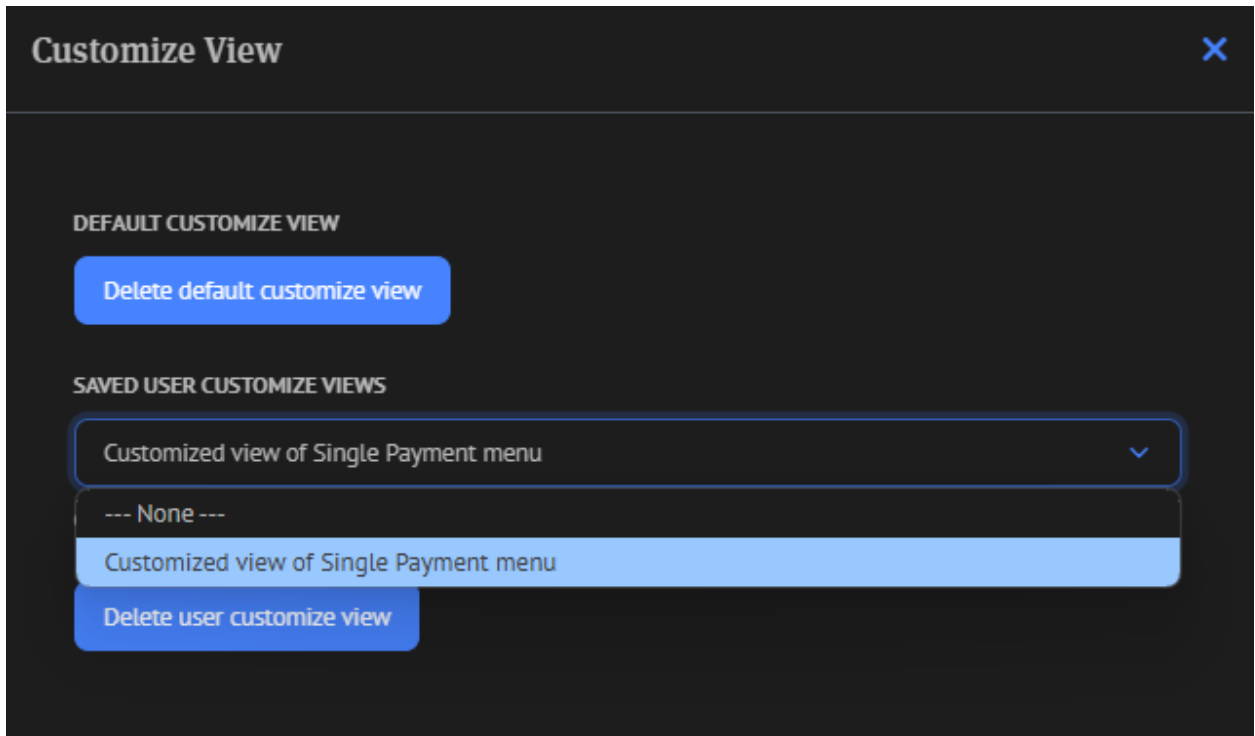 Customize View
DEFAULT CUSTOMIZE VIEW
Delete default customize view
SAVED USER CUSTOMIZE VIEWS
Customized view of Single Payment menu
--- None ---
Customized view of Single Payment menu
Delete user customize view